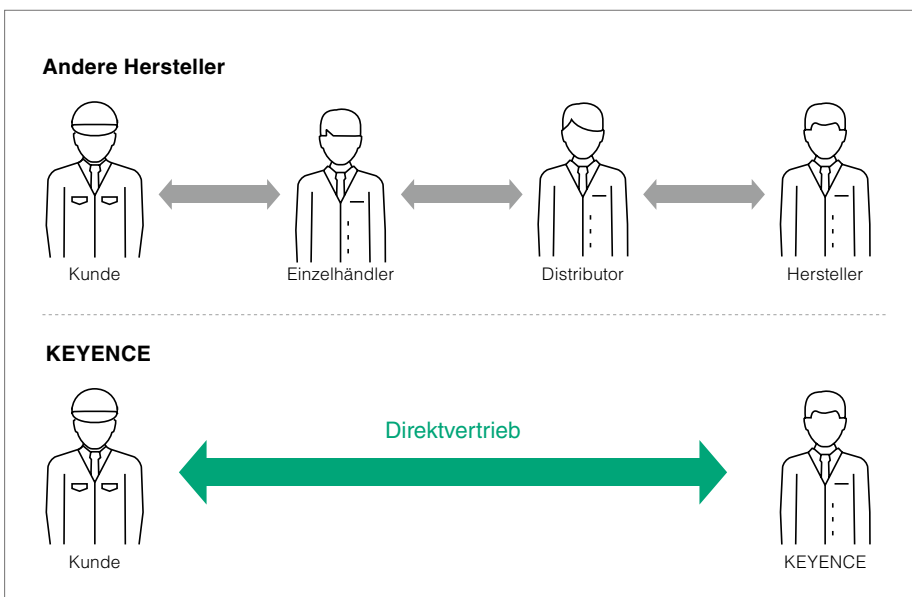 Andere Hersteller
Kunde
Einzelhändler
Distributor
Hersteller
KEYENCE
Direktvertrieb
Kunde
KEYENCE